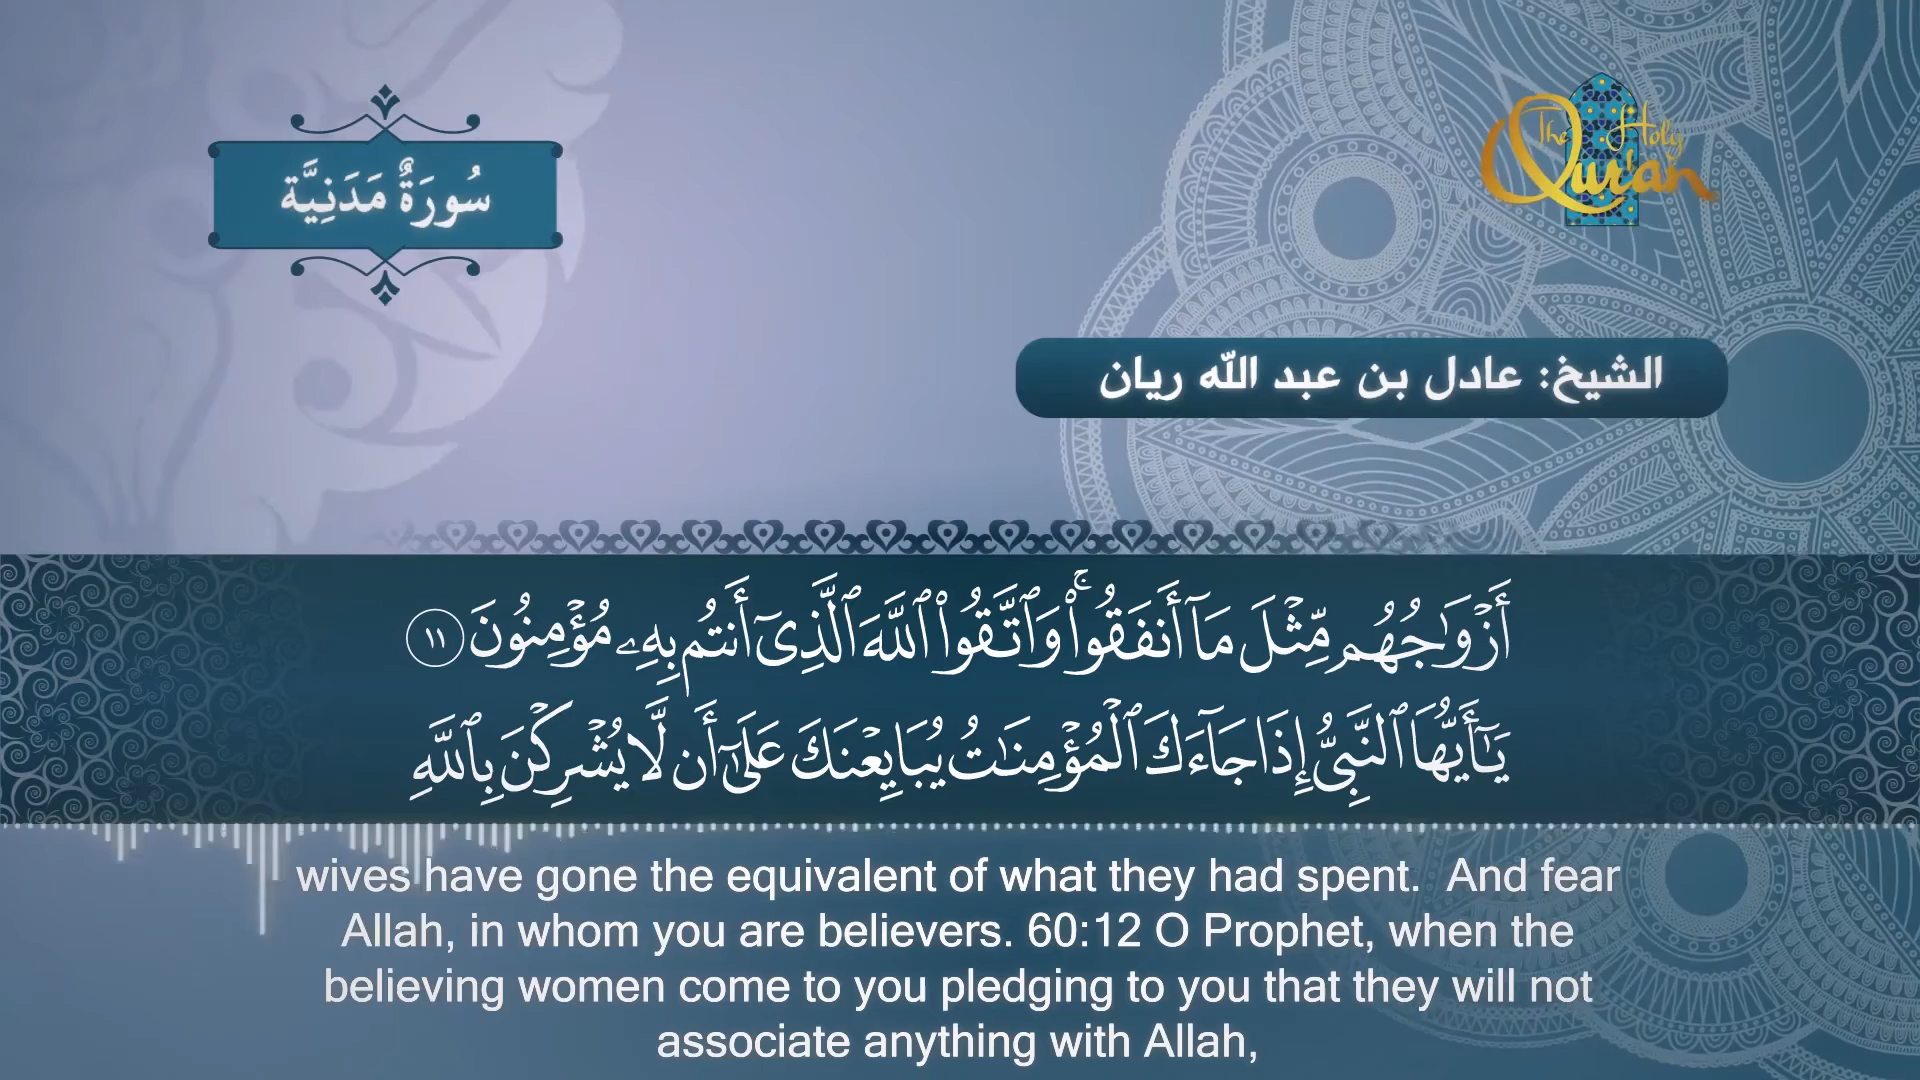 The Holy
Qur'an
سُورَةٌ مَدَنِيَّة
الشيخ: عادل بن عبد الله ريان
أَزْوَٰجُهُم مِّثْلَ مَآ أَنفَقُوا۟ ۚ وَٱتَّقُوا۟ ٱللَّهَ ٱلَّذِىٓ أَنتُم بِهِۦ مُؤْمِنُونَ ١١
يَـٰٓأَيُّهَا ٱلنَّبِىُّ إِذَا جَآءَكَ ٱلْمُؤْمِنَـٰتُ يُبَايِعْنَكَ عَلَىٰٓ أَن لَّا يُشْرِكْنَ بِٱللَّهِ
wives have gone the equivalent of what they had spent. And fear
Allah, in whom you are believers. 60:12 O Prophet, when the
believing women come to you pledging to you that they will not
associate anything with Allah,